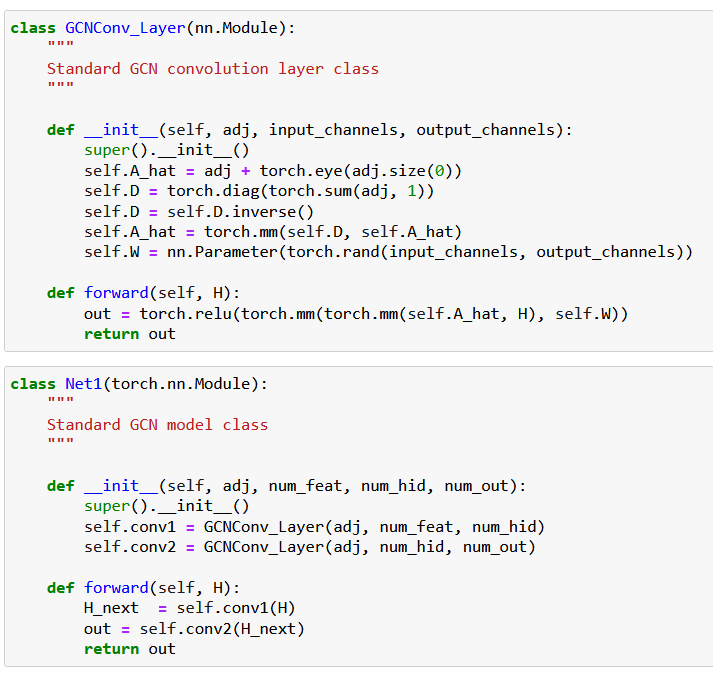 class GCNConv_Layer(nn.Module):
    """
    Standard GCN convolution layer class
    """
    def __init__(self, adj, input_channels, output_channels):
        super().__init__()
        self.A_hat = adj + torch.eye(adj.size(0))
        self.D = torch.diag(torch.sum(adj, 1))
        self.D = self.D.inverse()
        self.A_hat = torch.mm(self.D, self.A_hat)
        self.W = nn.Parameter(torch.rand(input_channels, output_channels))
    def forward(self, H):
        out = torch.relu(torch.mm(torch.mm(self.A_hat, H), self.W))
        return out
class Net1(torch.nn.Module):
    """
    Standard GCN model class
    """
    def __init__(self, adj, num_feat, num_hid, num_out):
        super().__init__()
        self.conv1 = GCNConv_Layer(adj, num_feat, num_hid)
        self.conv2 = GCNConv_Layer(adj, num_hid, num_out)
    def forward(self, H):
        H_next  = self.conv1(H)
        out = self.conv2(H_next)
        return out